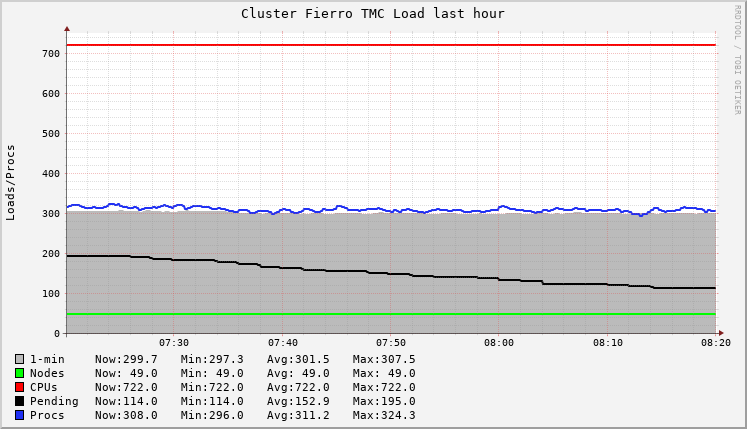 Cluster Fierro TMC Load last hour
RRDTOOL / TOBI OETIKER
Loads/Procs
700
600
500
400
300
200
100
0
07:30 07:40 07:50 08:00 08:10 08:20
1-min Now:299.7 Min:297.3 Avg:301.5 Max:307.5
Nodes Now: 49.0 Min: 49.0 Avg: 49.0 Max: 49.0
CPUs Now:722.0 Min:722.0 Avg:722.0 Max:722.0
Pending Now:114.0 Min:114.0 Avg:152.9 Max:195.0
Procs Now:308.0 Min:296.0 Avg:311.2 Max:324.3